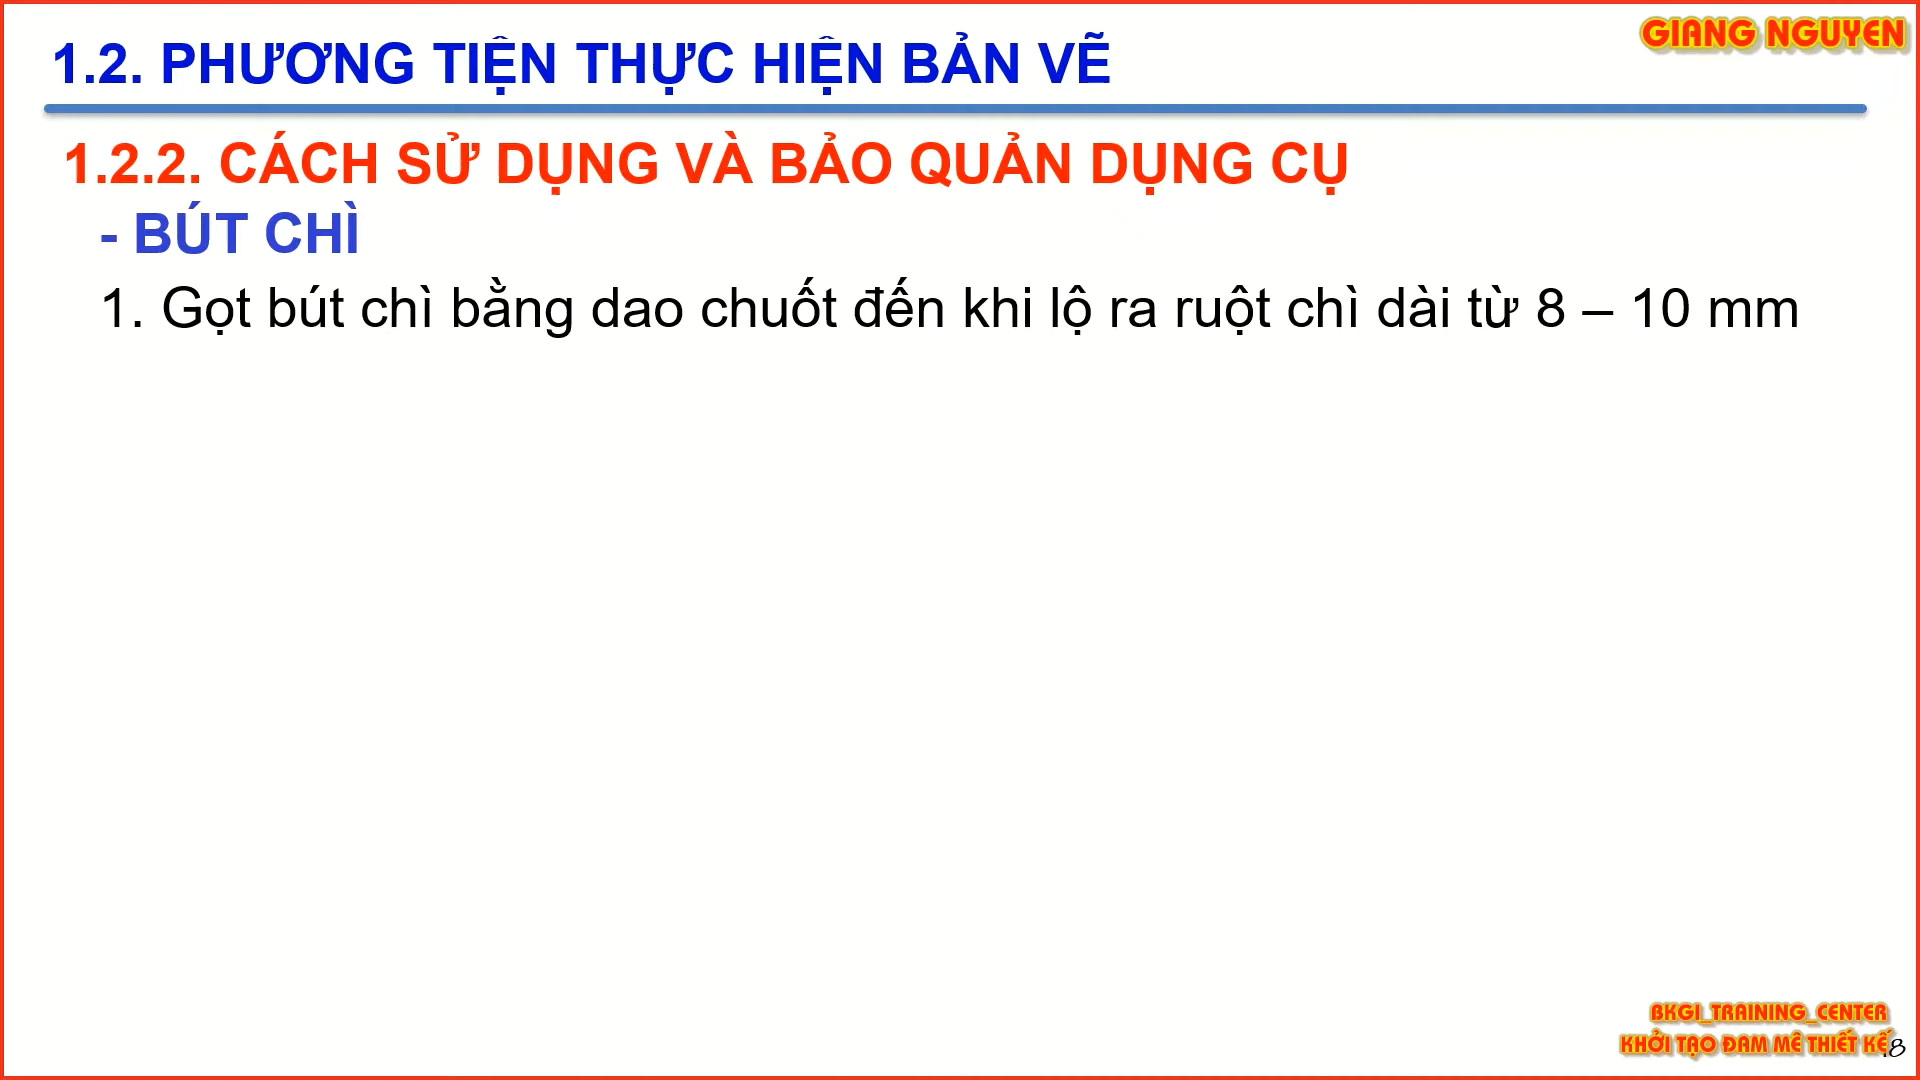 GIANG NGUYEN
1.2. PHƯƠNG TIỆN THỰC HIỆN BẢN VẼ
1.2.2. CÁCH SỬ DỤNG VÀ BẢO QUẢN DỤNG CỤ
- BÚT CHÌ
1. Gọt bút chì bằng dao chuốt đến khi lộ ra ruột chì dài từ 8 – 10 mm
BKGI_TRAINING_CENTER
KHỞI TẠO ĐAM MÊ THIẾT KẾ